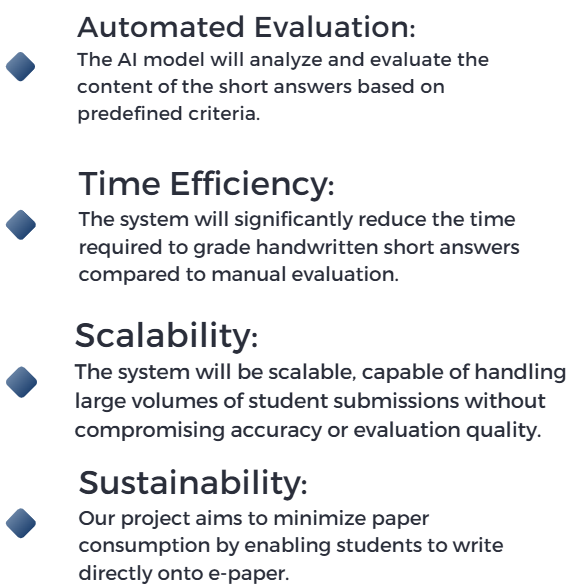 Automated Evaluation:
The AI model will analyze and evaluate the
content of the short answers based on
predefined criteria.
Time Efficiency:
The system will significantly reduce the time
required to grade handwritten short answers
compared to manual evaluation.
Scalability:
The system will be scalable, capable of handling
large volumes of student submissions without
compromising accuracy or evaluation quality.
Sustainability:
Our project aims to minimize paper
consumption by enabling students to write
directly onto e-paper.